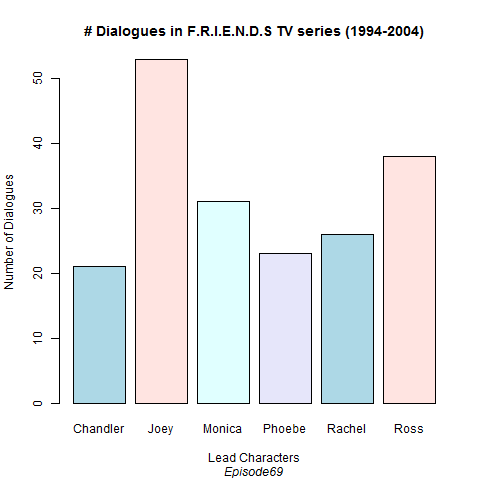 # Dialogues in F.R.I.E.N.D.S TV series (1994-2004)
Number of Dialogues
50
40
30
20
10
0
Chandler Joey Monica Phoebe Rachel Ross
Lead Characters
Episode69